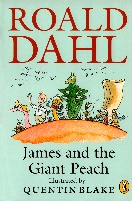 ROALD
DAHL
James and the
Giant Peach
Illustrated by
QUENTIN BLAKE